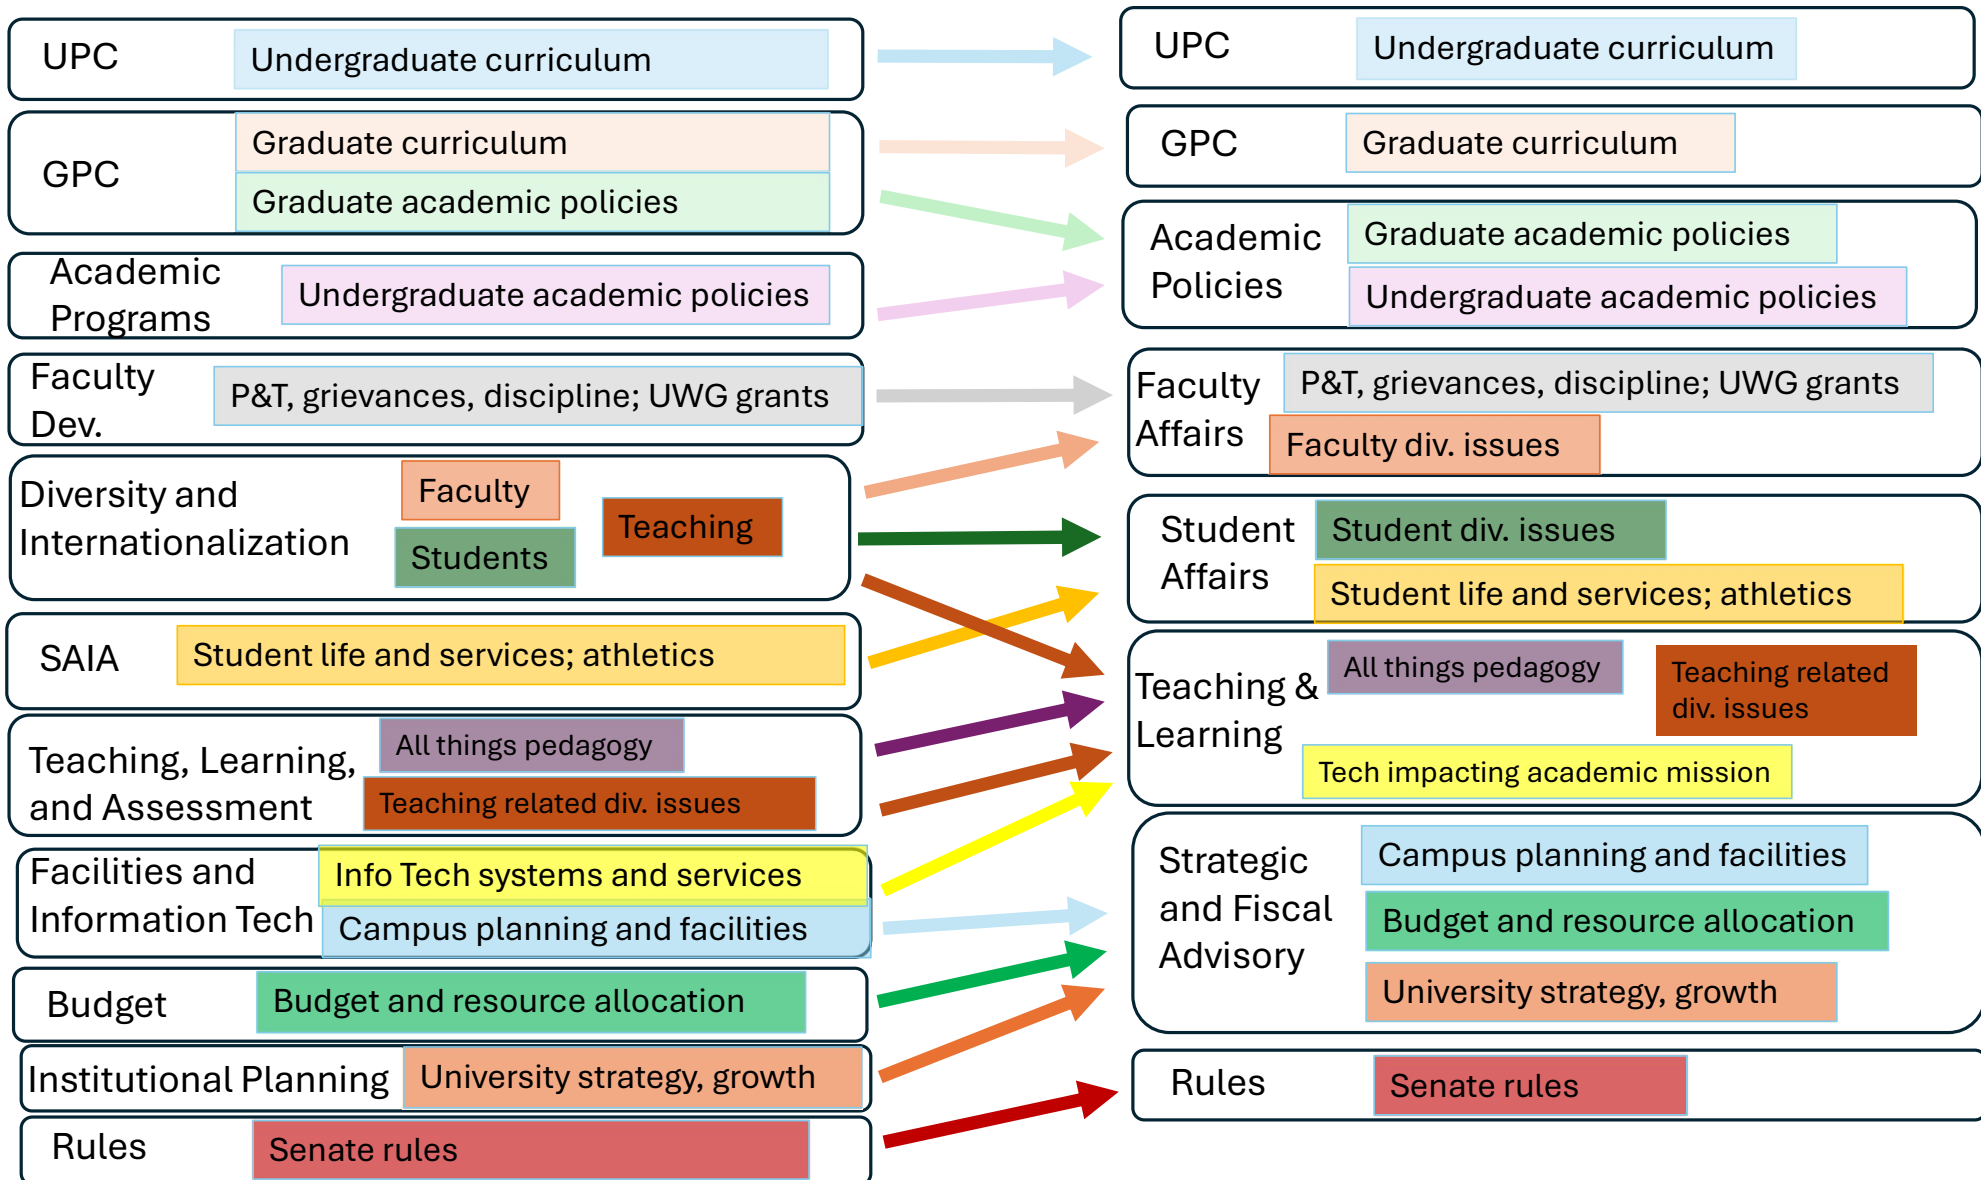 UPC
Undergraduate curriculum
GPC
Graduate curriculum
Graduate academic policies
Academic
Programs
Undergraduate academic policies
Faculty
Dev.
P&T, grievances, discipline; UWG grants
Diversity and
Internationalization
Faculty
Students
Teaching
SAIA
Student life and services; athletics
Teaching, Learning,
and Assessment
All things pedagogy
Teaching related div. issues
Facilities and
Information Tech
Info Tech systems and services
Campus planning and facilities
Budget
Budget and resource allocation
Institutional Planning
University strategy, growth
Rules
Senate rules
UPC
Undergraduate curriculum
GPC
Graduate curriculum
Academic
Policies
Graduate academic policies
Undergraduate academic policies
Faculty
Affairs
P&T, grievances, discipline; UWG grants
Faculty div. issues
Student
Affairs
Student div. issues
Student life and services; athletics
Teaching &
Learning
All things pedagogy
Teaching related
div. issues
Tech impacting academic mission
Strategic
and Fiscal
Advisory
Campus planning and facilities
Budget and resource allocation
University strategy, growth
Rules
Senate rules